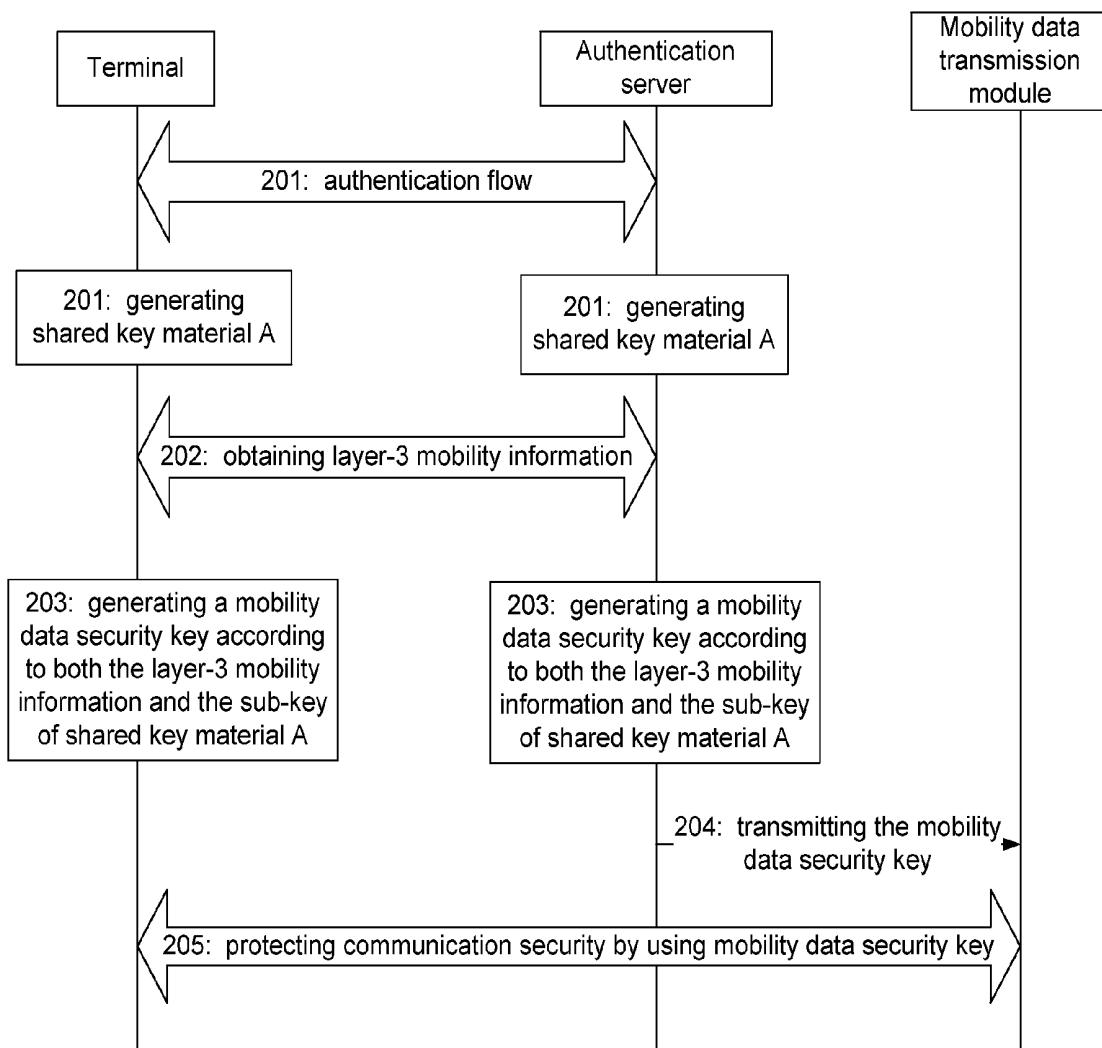 Terminal
Authentication
server
Mobility data
transmission
module
201: authentication flow
201: generating
shared key material A
201: generating
shared key material A
202: obtaining layer-3 mobility information
203: generating a mobility
data security key according
to both the layer-3 mobility
information and the sub-key
of shared key material A
203: generating a mobility
data security key according
to both the layer-3 mobility
information and the sub-key
of shared key material A
204: transmitting the mobility
data security key
205: protecting communication security by using mobility data security key